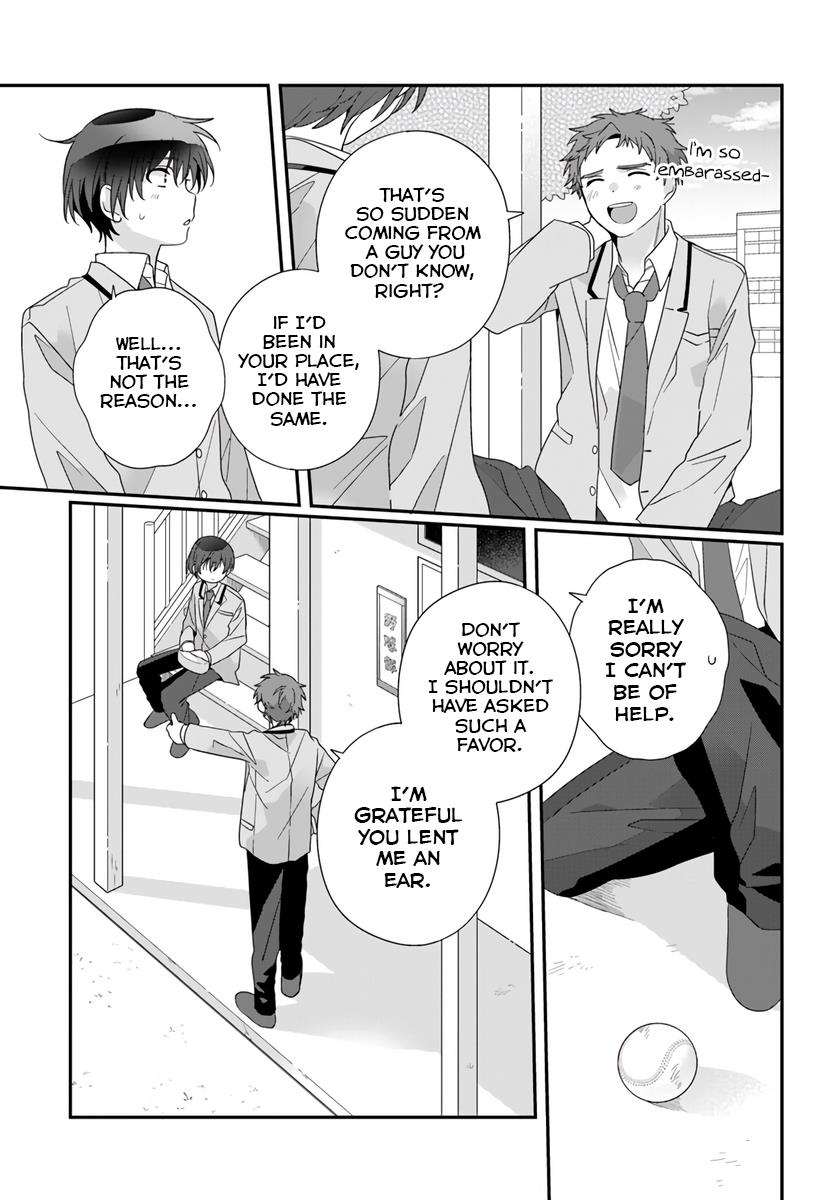 I'm so
embarassed-
THAT'S
SO SUDDEN
COMING FROM
A GUY YOU
DON'T KNOW,
RIGHT?
IF I'D
BEEN IN
YOUR PLACE,
I'D HAVE
DONE THE
SAME.
WELL...
THAT'S
NOT THE
REASON...
I'M
REALLY
SORRY
I CAN'T
BE OF
HELP.
DON'T
WORRY
ABOUT IT.
I SHOULDN'T
HAVE ASKED
SUCH A
FAVOR.
I'M
GRATEFUL
YOU LENT
ME AN
EAR.